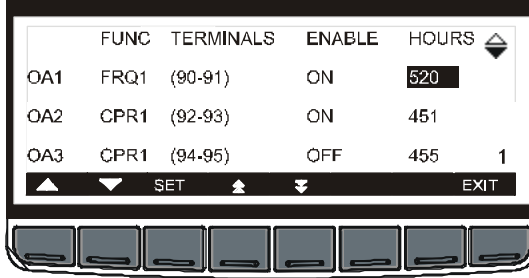 FUNC TERMINALS ENABLE HOURS
OA1 FRQ1 (90-91) ON 520
OA2 CPR1 (92-93) ON 451
OA3 CPR1 (94-95) OFF 455 1
SET EXIT